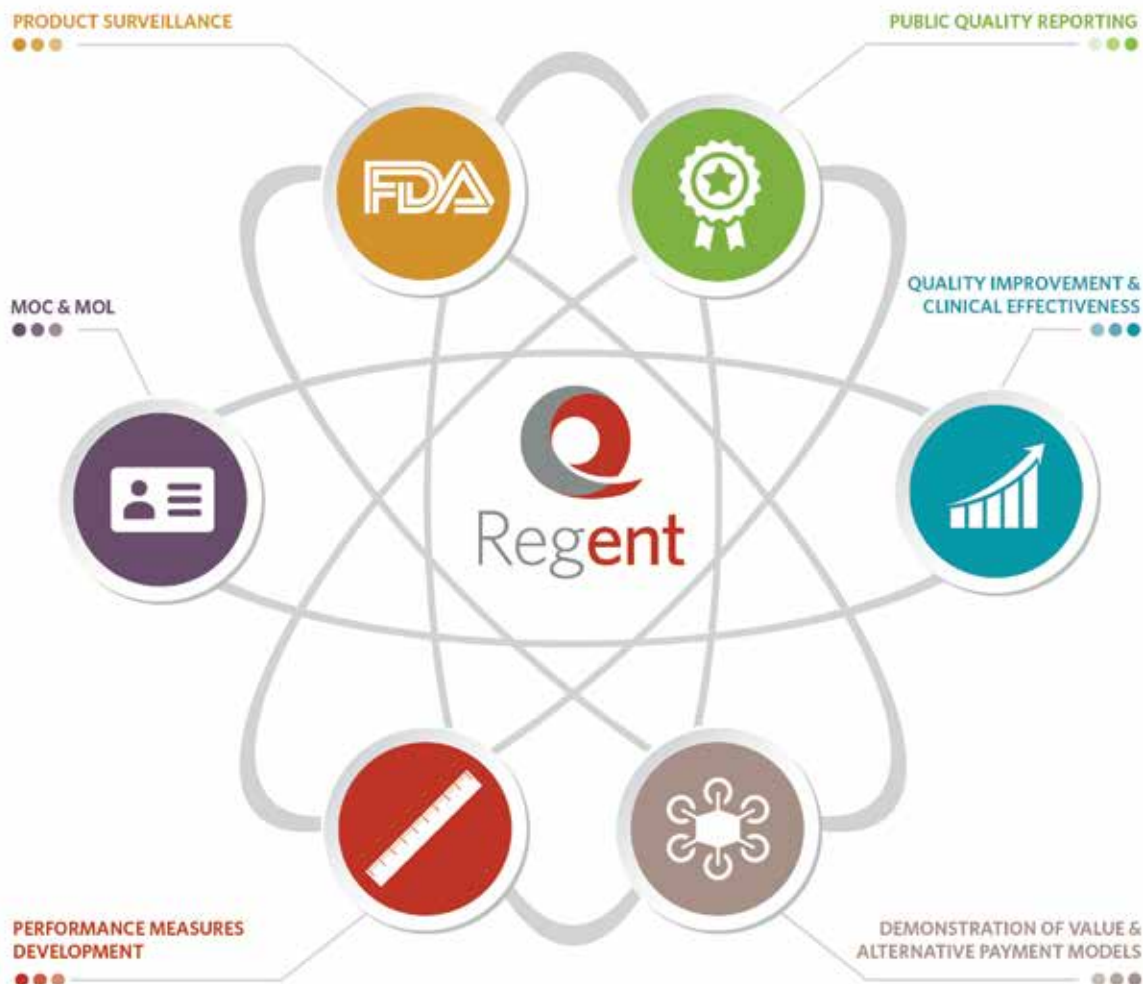 PRODUCT SURVEILLANCE
PUBLIC QUALITY REPORTING
FDA
MOC & MOL
QUALITY IMPROVEMENT &
CLINICAL EFFECTIVENESS
Regent
PERFORMANCE MEASURES
DEVELOPMENT
DEMONSTRATION OF VALUE &
ALTERNATIVE PAYMENT MODELS